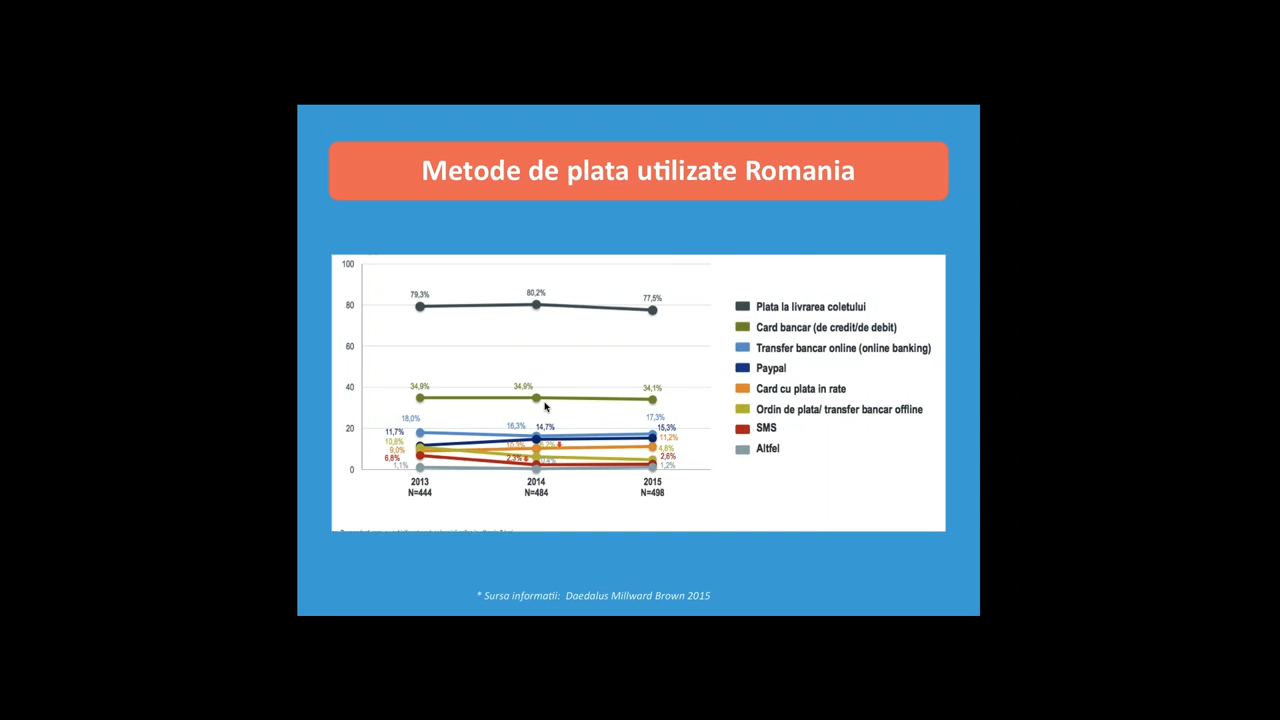 Metode de plata utilizate Romania
100
80
60
40
20
0
79,3%
80,2%
77,5%
34,9%
34,9%
34,1%
18,0%
16,3%
17,3%
11,7%
14,7%
15,3%
10,8%
11,2%
9,0%
4,8%
6,8%
2,3%
2,6%
1,1%
1,2%
2013
N=444
2014
N=484
2015
N=498
Plata la livrarea coletului
Card bancar (de credit/de debit)
Transfer bancar online (online banking)
Paypal
Card cu plata in rate
Ordin de plata/ transfer bancar offline
SMS
Altfel
* Sursa informatii: Daedalus Millward Brown 2015